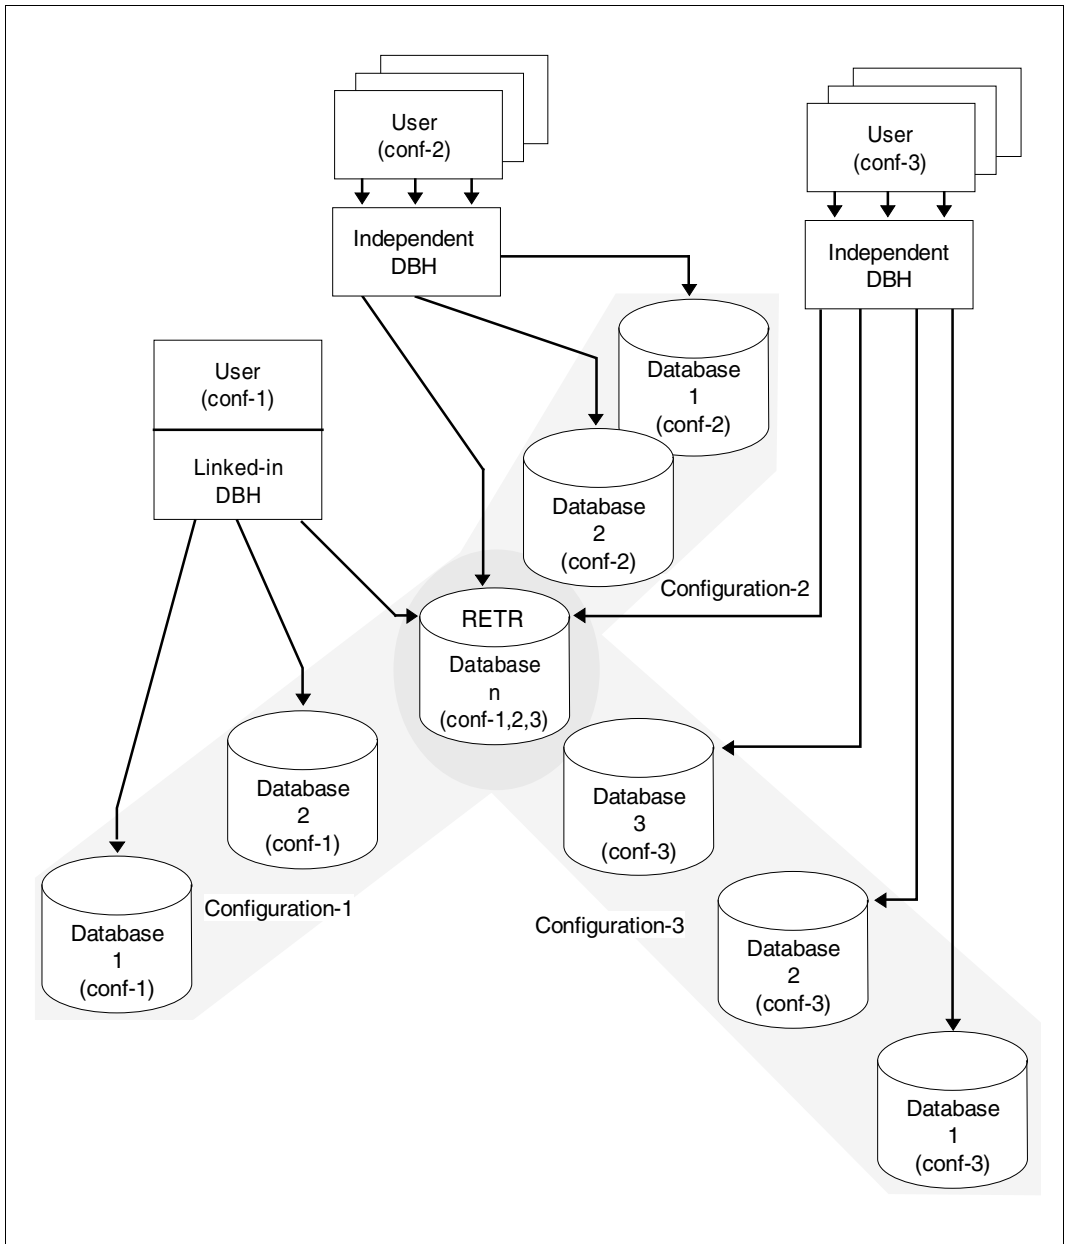 User
(conf-2)
User
(conf-3)
Independent
DBH
Independent
DBH
User
(conf-1)
Linked-in
DBH
Database
1
(conf-2)
Database
2
(conf-2)
Configuration-2
RETR
Database
n
(conf-1,2,3)
Database
2
(conf-1)
Database
3
(conf-3)
Configuration-1
Database
1
(conf-1)
Configuration-3
Database
2
(conf-3)
Database
1
(conf-3)